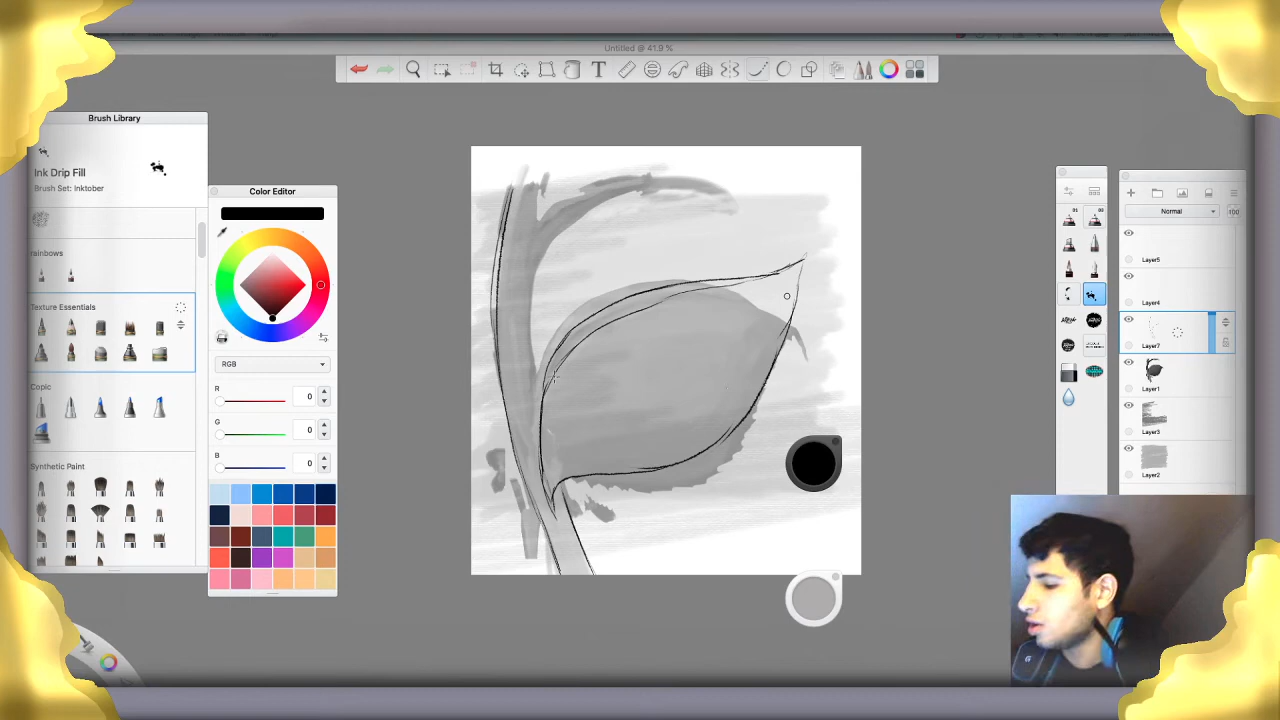 Untitled @ 41.9 %
Brush Library
Ink Drip Fill
Brush Set: Inktober
rainbows
Texture Essentials
Copic
Synthetic Paint
Color Editor
RGB
R 0
G 0
B 0
Normal
100
Layer5
Layer4
Layer7
Layer1
Layer3
Layer2